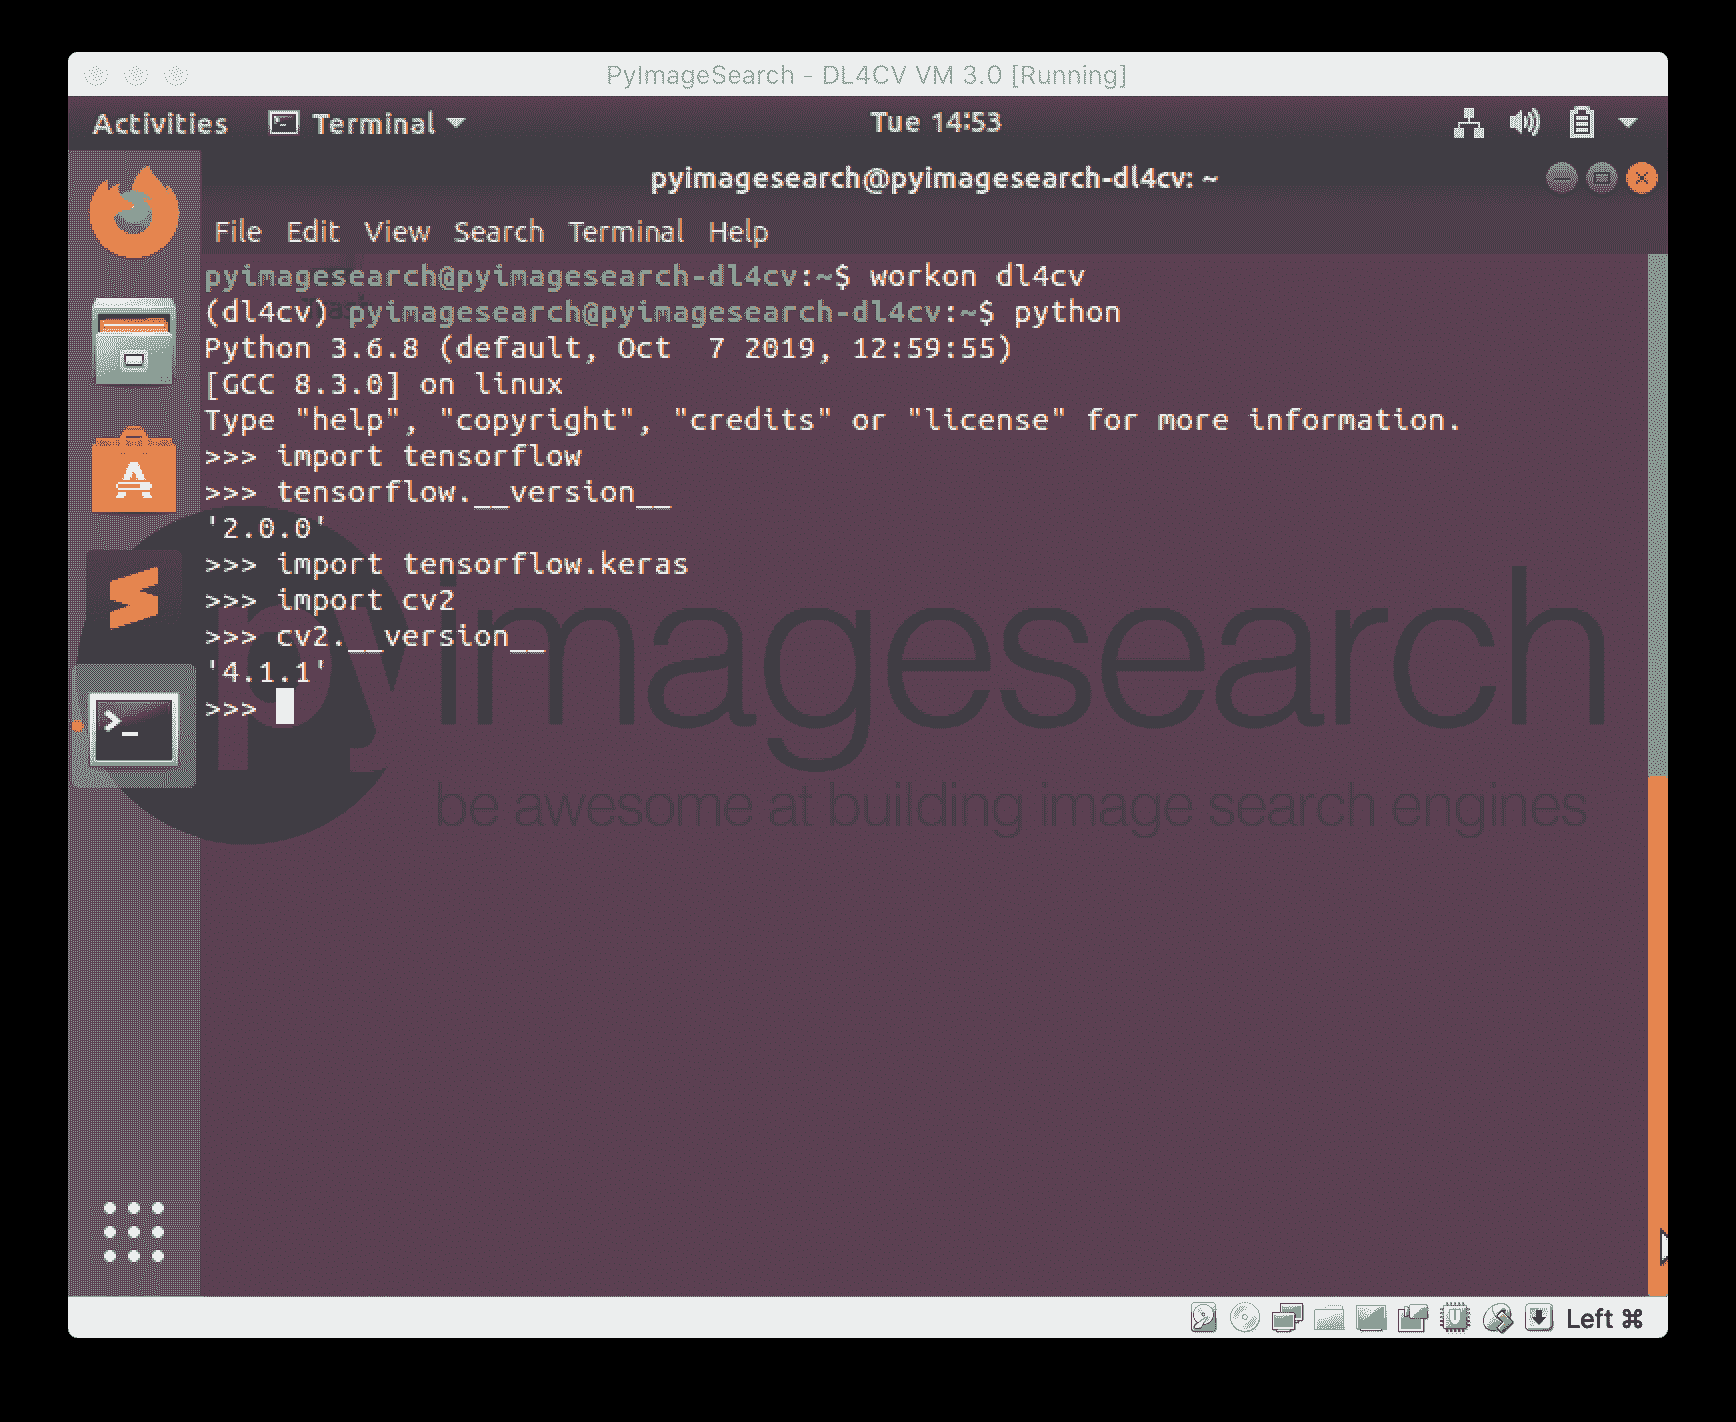 PyImageSearch - DL4CV VM 3.0 [Running]
Activities Terminal Tue 14:53
pyimagesearch@pyimagesearch-dl4cv: ~
File Edit View Search Terminal Help
pyimagesearch@pyimagesearch-dl4cv:~$ workon dl4cv
(dl4cv) pyimagesearch@pyimagesearch-dl4cv:~$ python
Python 3.6.8 (default, Oct  7 2019, 12:59:55)
[GCC 8.3.0] on linux
Type "help", "copyright", "credits" or "license" for more information.
>>> import tensorflow
>>> tensorflow.__version__
'2.0.0'
>>> import tensorflow.keras
>>> import cv2
>>> cv2.__version__
'4.1.1'
>>>
pyimagesearch
be awesome at building image search engines
Left ⌘